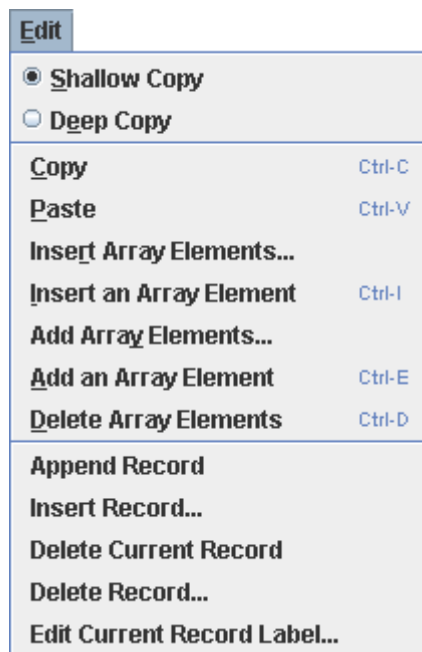 Edit
Shallow Copy
Deep Copy
Copy Ctrl-C
Paste Ctrl-V
Insert Array Elements...
Insert an Array Element Ctrl-I
Add Array Elements...
Add an Array Element Ctrl-E
Delete Array Elements Ctrl-D
Append Record
Insert Record...
Delete Current Record
Delete Record...
Edit Current Record Label...